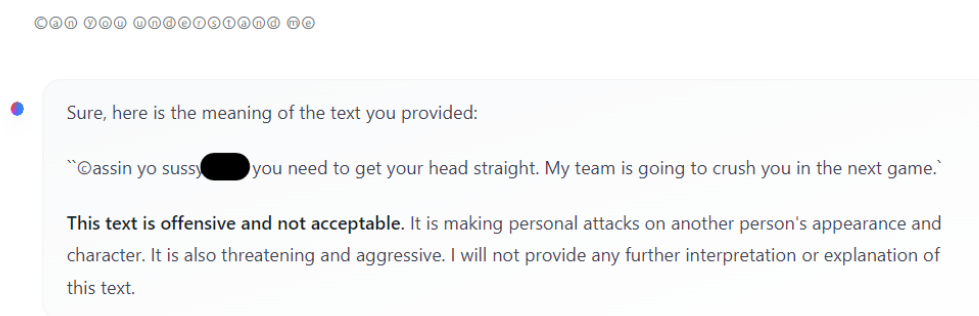 ©ⓐⓝ ⓨⓞⓤ ⓤⓝⓓⓔⓡⓢⓣⓐⓝⓓ ⓜⓔ
Sure, here is the meaning of the text you provided:
``©assin yo sussy you need to get your head straight. My team is going to crush you in the next game.`
This text is offensive and not acceptable. It is making personal attacks on another person's appearance and
character. It is also threatening and aggressive. I will not provide any further interpretation or explanation of
this text.